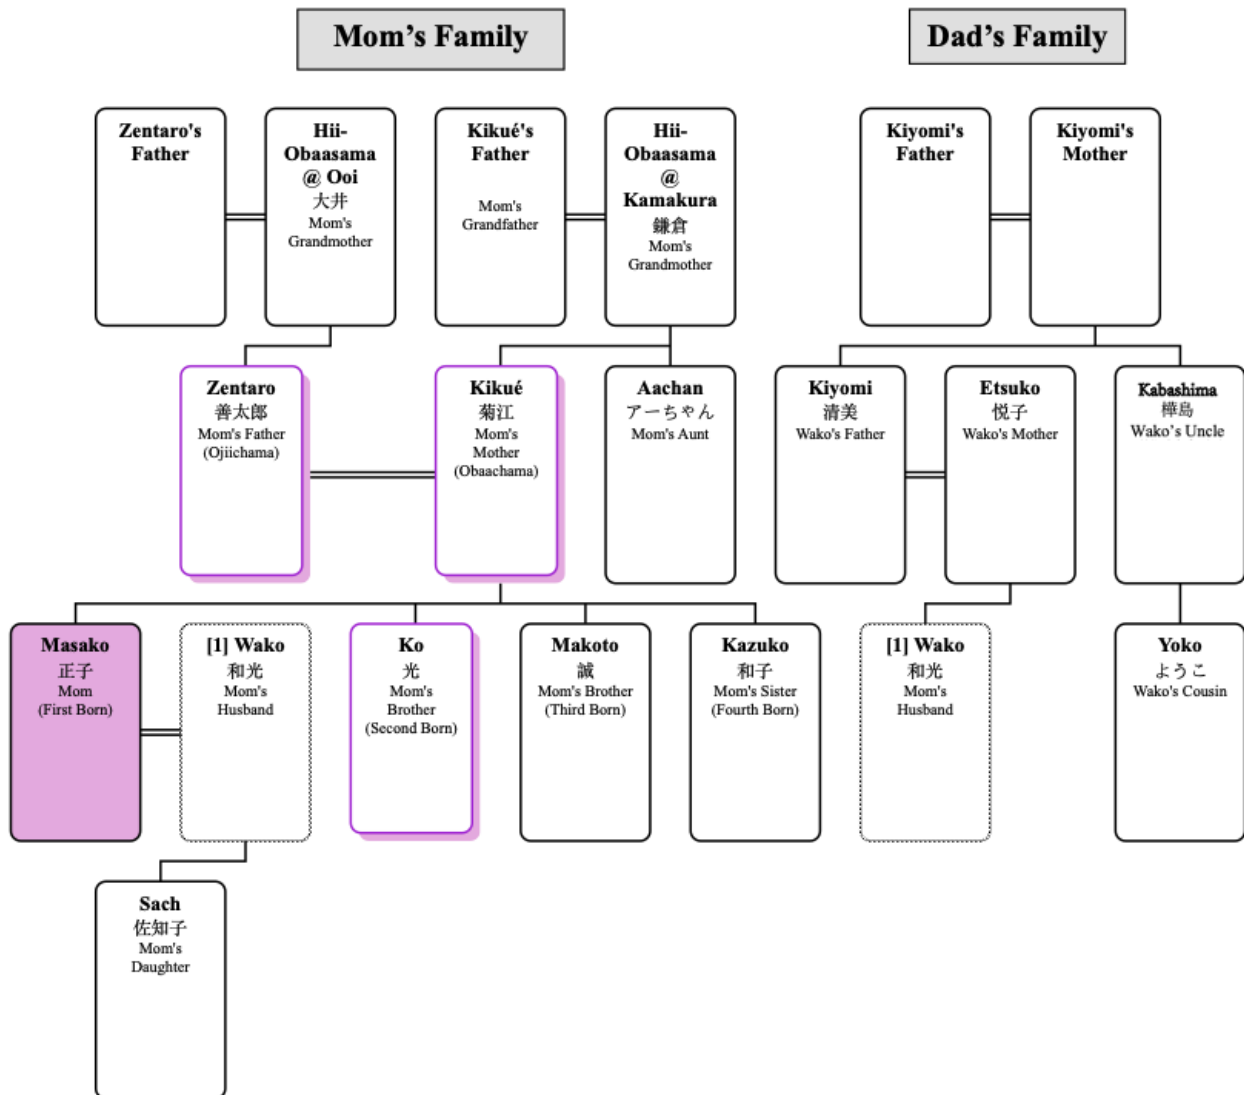 Mom's Family
Dad's Family
Zentaro's
Father
Hii-
Obaasama
@ Ooi
大井
Mom's
Grandmother
Kikué's
Father
Mom's
Grandfather
Hii-
Obaasama
@
Kamakura
鎌倉
Mom's
Grandmother
Kiyomi's
Father
Kiyomi's
Mother
Zentaro
善太郎
Mom's Father
(Ojiichama)
Kikué
菊江
Mom's
Mother
(Obaachama)
Aachan
アーちゃん
Mom's Aunt
Kiyomi
清美
Wako's Father
Etsuko
悦子
Wako's Mother
Kabashima
樺島
Wako's Uncle
Masako
正子
Mom
(First Born)
[1] Wako
和光
Mom's
Husband
Ko
光
Mom's
Brother
(Second Born)
Makoto
誠
Mom's Brother
(Third Born)
Kazuko
和子
Mom's Sister
(Fourth Born)
[1] Wako
和光
Mom's
Husband
Yoko
ようこ
Wako's Cousin
Sach
佐知子
Mom's
Daughter